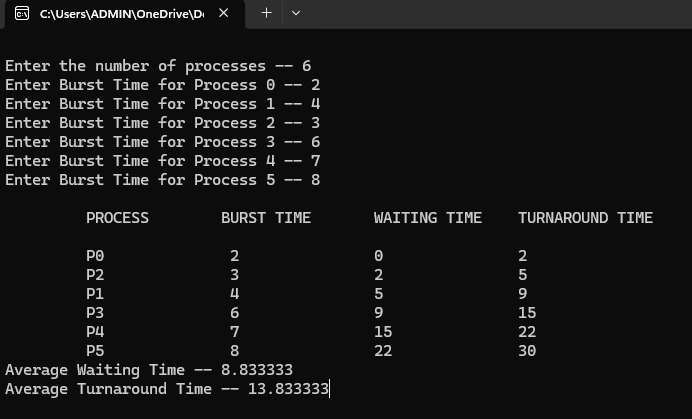 C:\Users\ADMIN\OneDrive\De
Enter the number of processes -- 6
Enter Burst Time for Process 0 -- 2
Enter Burst Time for Process 1 -- 4
Enter Burst Time for Process 2 -- 3
Enter Burst Time for Process 3 -- 6
Enter Burst Time for Process 4 -- 7
Enter Burst Time for Process 5 -- 8
PROCESS BURST TIME WAITING TIME TURNAROUND TIME
P0 2 0 2
P2 3 2 5
P1 4 5 9
P3 6 9 15
P4 7 15 22
P5 8 22 30
Average Waiting Time -- 8.833333
Average Turnaround Time -- 13.833333